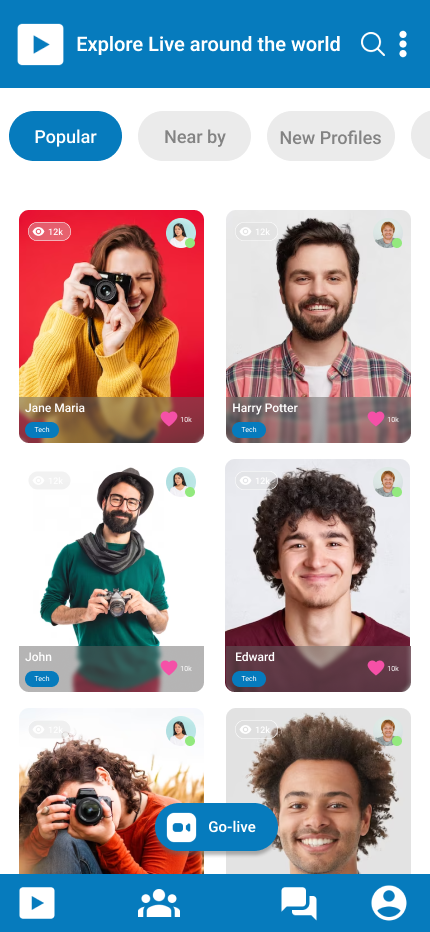 Explore Live around the world
Popular
Near by
New Profiles
12k
12k
Jane Maria
Tech
10k
Harry Potter
Tech
10k
12k
12k
John
Tech
10k
Edward
Tech
10k
12k
12k
Go-live